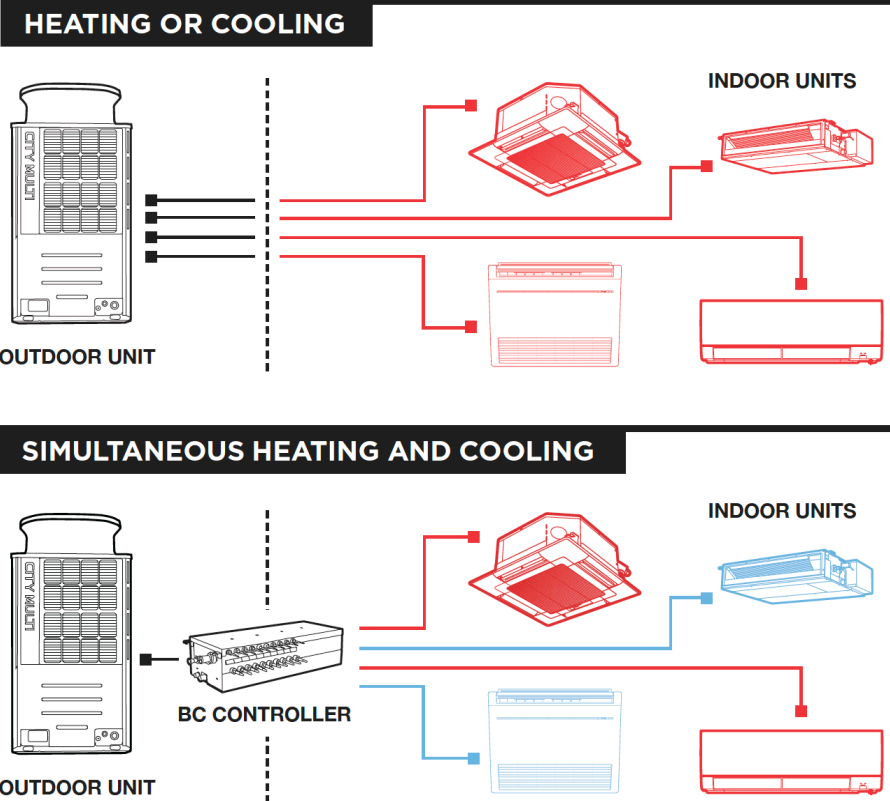 HEATING OR COOLING
INDOOR UNITS
CITY MULTI
OUTDOOR UNIT
SIMULTANEOUS HEATING AND COOLING
INDOOR UNITS
CITY MULTI
BC CONTROLLER
OUTDOOR UNIT